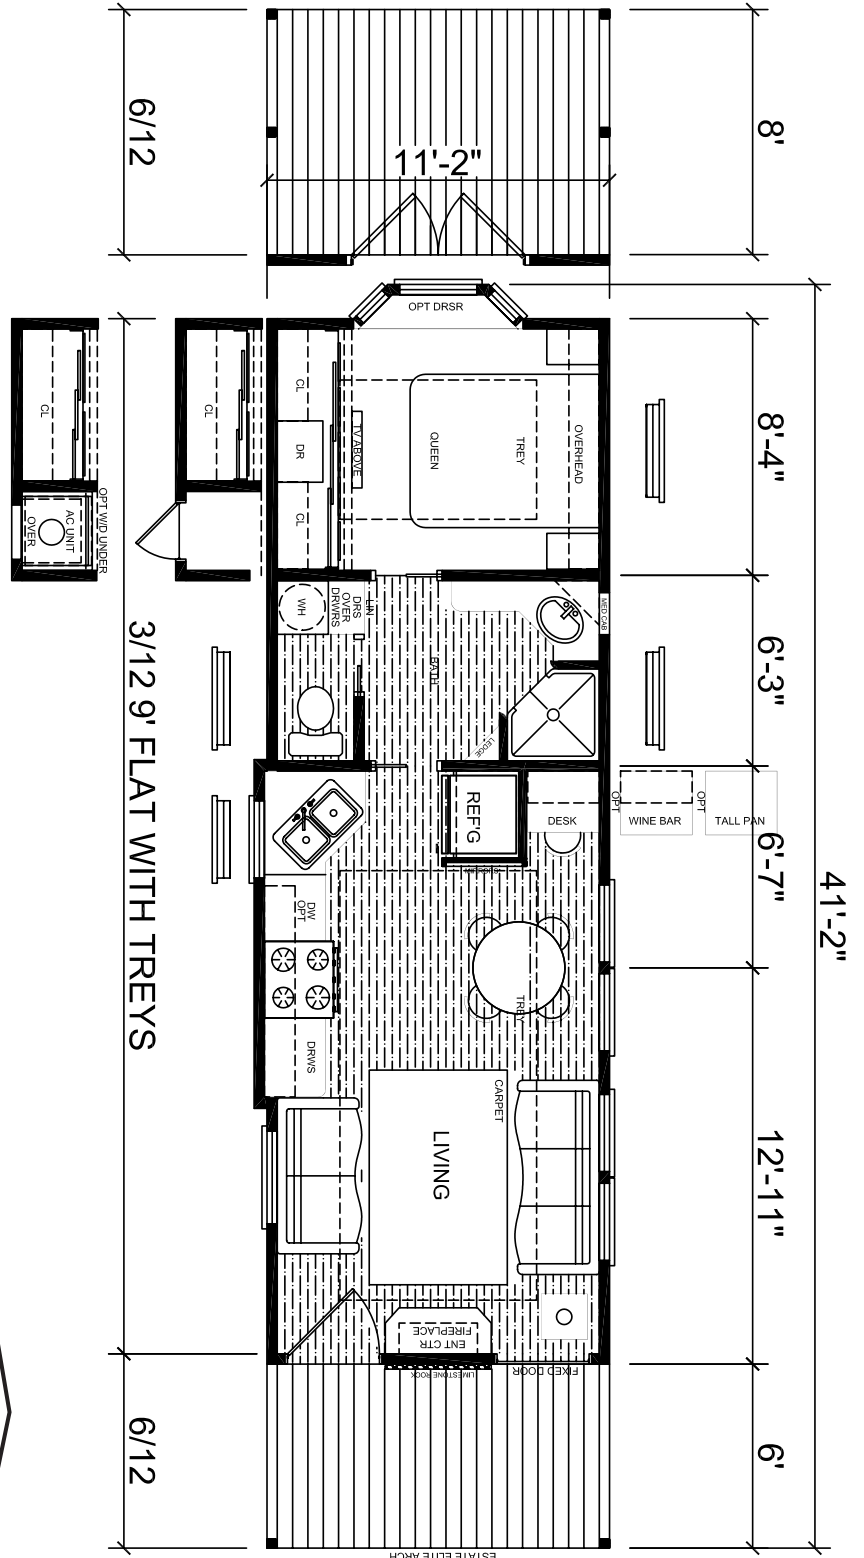 8'
6/12
11'-2"
OPT DRSR
8'-4"
CL
CL
CL
DR
CL
TV ABOVE
QUEEN
TREY
OVERHEAD
OPT W/D UNDER
AC UNIT
OVER
6'-3"
MED CAB
WH
LIN
DRS
OVER
DRWRS
BATH
LEDGE
3/12 9' FLAT WITH TREYS
REF'G
MIRRORS
DESK
OPT
WINE BAR
OPT
TALL PAN
6'-7"
41'-2"
DW
OPT
DRWS
TREY
CARPET
LIVING
12'-11"
ENT CTR
FIREPLACE
LIMESTONE ROCK
FIXED DOOR
6/12
6'
ESTATE ELITE ARCH